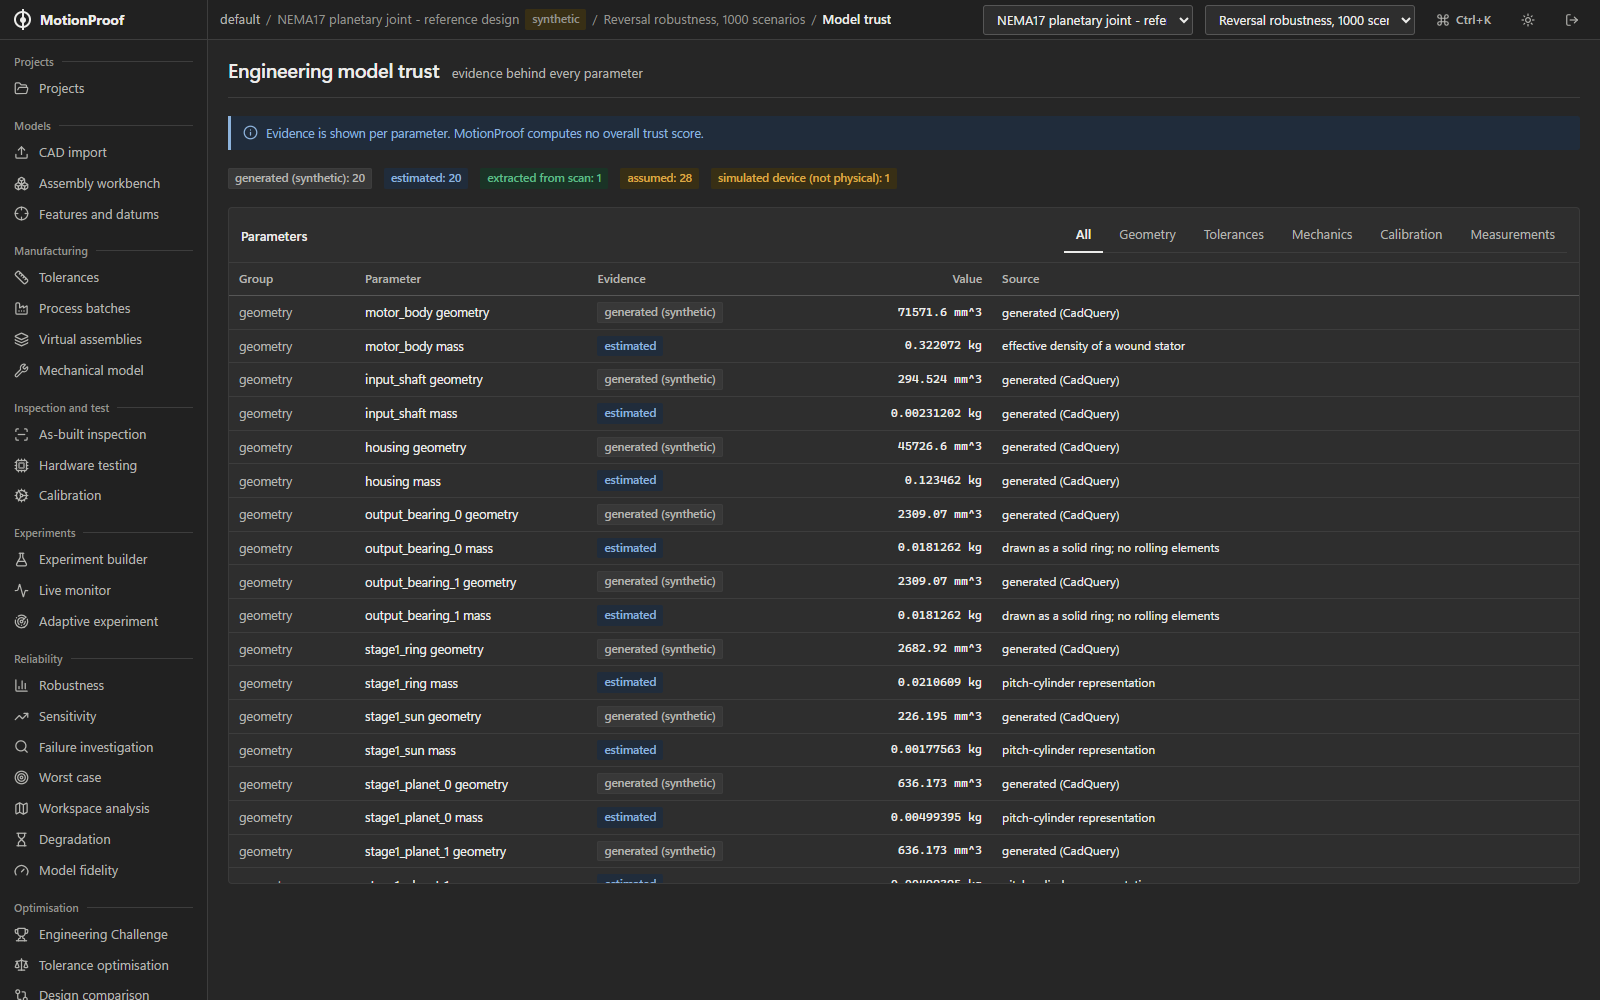 MotionProof
default / NEMA17 planetary joint - reference design synthetic / Reversal robustness, 1000 scenarios / Model trust
NEMA17 planetary joint - refe
Reversal robustness, 1000 scer
Ctrl+K
Projects
Projects
Models
CAD import
Assembly workbench
Features and datums
Manufacturing
Tolerances
Process batches
Virtual assemblies
Mechanical model
Inspection and test
As-built inspection
Hardware testing
Calibration
Experiments
Experiment builder
Live monitor
Adaptive experiment
Reliability
Robustness
Sensitivity
Failure investigation
Worst case
Workspace analysis
Degradation
Model fidelity
Optimisation
Engineering Challenge
Tolerance optimisation
Design comparison
Engineering model trust evidence behind every parameter
Evidence is shown per parameter. MotionProof computes no overall trust score.
generated (synthetic): 20 estimated: 20 extracted from scan: 1 assumed: 28 simulated device (not physical): 1
Parameters All Geometry Tolerances Mechanics Calibration Measurements
Group Parameter Evidence Value Source
geometry motor_body geometry generated (synthetic) 71571.6 mm^3 generated (CadQuery)
geometry motor_body mass estimated 0.322072 kg effective density of a wound stator
geometry input_shaft geometry generated (synthetic) 294.524 mm^3 generated (CadQuery)
geometry input_shaft mass estimated 0.00231202 kg generated (CadQuery)
geometry housing geometry generated (synthetic) 45726.6 mm^3 generated (CadQuery)
geometry housing mass estimated 0.123462 kg generated (CadQuery)
geometry output_bearing_0 geometry generated (synthetic) 2309.07 mm^3 generated (CadQuery)
geometry output_bearing_0 mass estimated 0.0181262 kg drawn as a solid ring; no rolling elements
geometry output_bearing_1 geometry generated (synthetic) 2309.07 mm^3 generated (CadQuery)
geometry output_bearing_1 mass estimated 0.0181262 kg drawn as a solid ring; no rolling elements
geometry stage1_ring geometry generated (synthetic) 2682.92 mm^3 generated (CadQuery)
geometry stage1_ring mass estimated 0.0210609 kg pitch-cylinder representation
geometry stage1_sun geometry generated (synthetic) 226.195 mm^3 generated (CadQuery)
geometry stage1_sun mass estimated 0.00177563 kg pitch-cylinder representation
geometry stage1_planet_0 geometry generated (synthetic) 636.173 mm^3 generated (CadQuery)
geometry stage1_planet_0 mass estimated 0.00499395 kg pitch-cylinder representation
geometry stage1_planet_1 geometry generated (synthetic) 636.173 mm^3 generated (CadQuery)